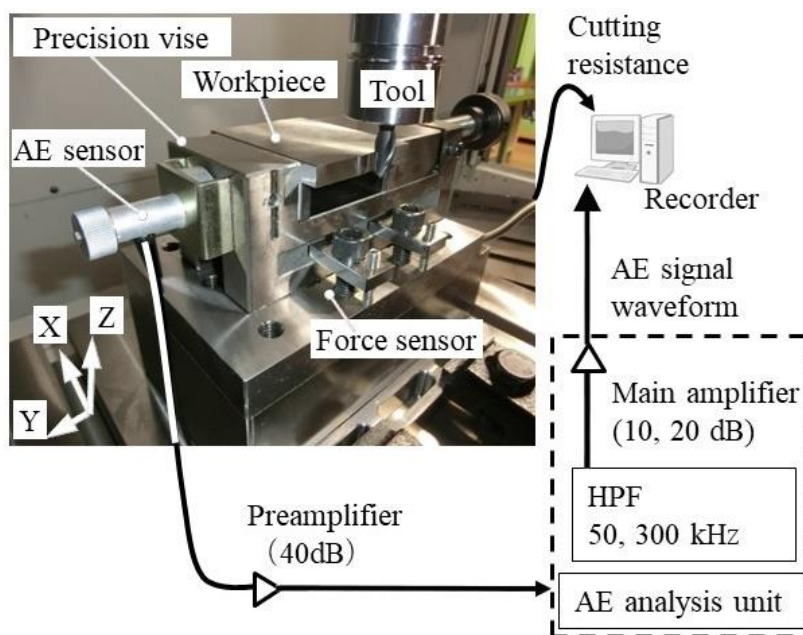 Precision vise
Workpiece
AE sensor
Tool
X
Z
Y
Force sensor
Cutting
resistance
Recorder
AE signal
waveform
Main amplifier
(10, 20 dB)
HPF
50, 300 kHz
AE analysis unit
Preamplifier
（40dB）